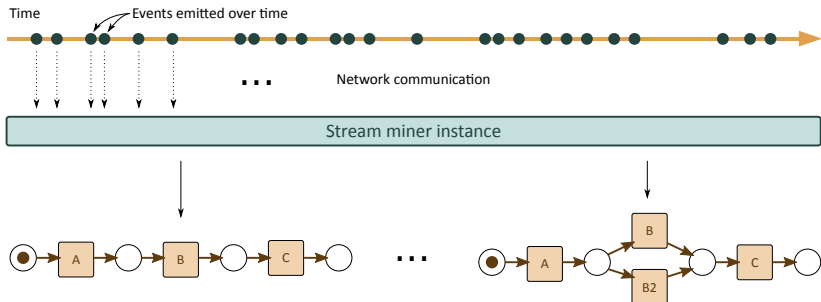 Time
Events emitted over time
...
Network communication
Stream miner instance
A
B
C
...
A
B
B2
C